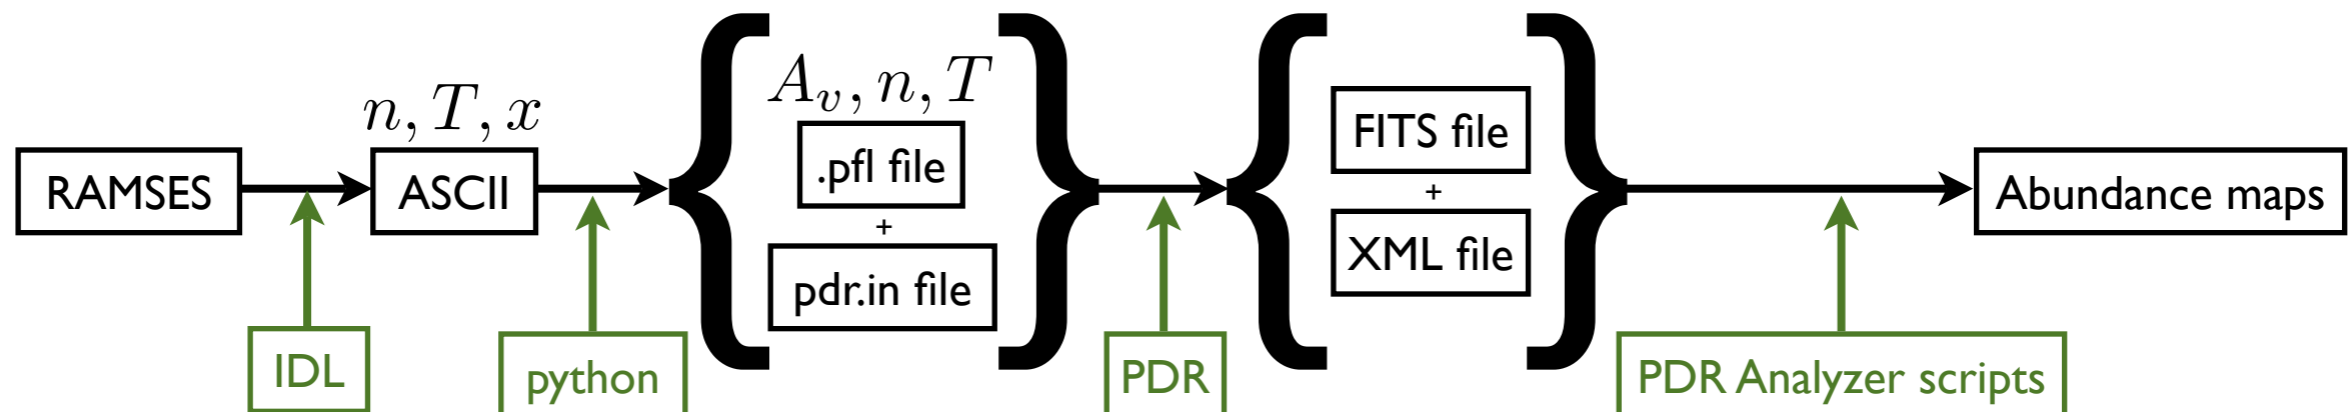 RAMSES
n, T, x
ASCII
A_v, n, T
.pfl file
+
pdr.in file
FITS file
+
XML file
Abundance maps
IDL
python
PDR
PDR Analyzer scripts